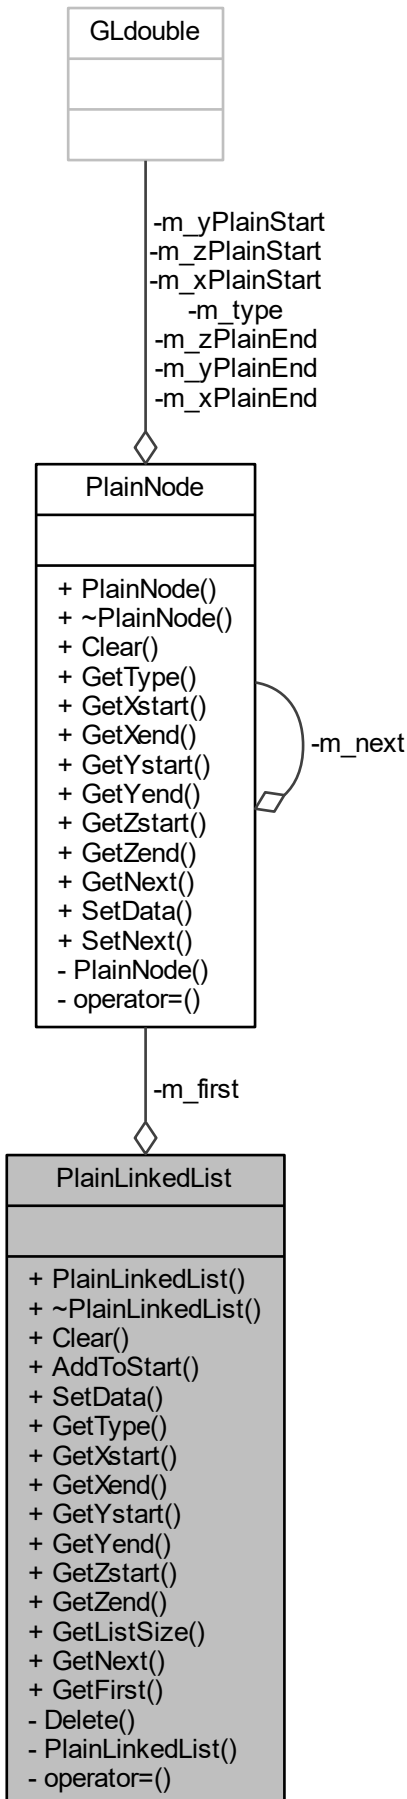 GLdouble
-m_yPlainStart
-m_zPlainStart
-m_xPlainStart
-m_type
-m_zPlainEnd
-m_yPlainEnd
-m_xPlainEnd
PlainNode
+ PlainNode()
+ ~PlainNode()
+ Clear()
+ GetType()
+ GetXstart()
+ GetXend()
+ GetYstart()
+ GetYend()
+ GetZstart()
+ GetZend()
+ GetNext()
+ SetData()
+ SetNext()
- PlainNode()
- operator=()
-m_next
-m_first
PlainLinkedList
+ PlainLinkedList()
+ ~PlainLinkedList()
+ Clear()
+ AddToStart()
+ SetData()
+ GetType()
+ GetXstart()
+ GetXend()
+ GetYstart()
+ GetYend()
+ GetZstart()
+ GetZend()
+ GetListSize()
+ GetNext()
+ GetFirst()
- Delete()
- PlainLinkedList()
- operator=()